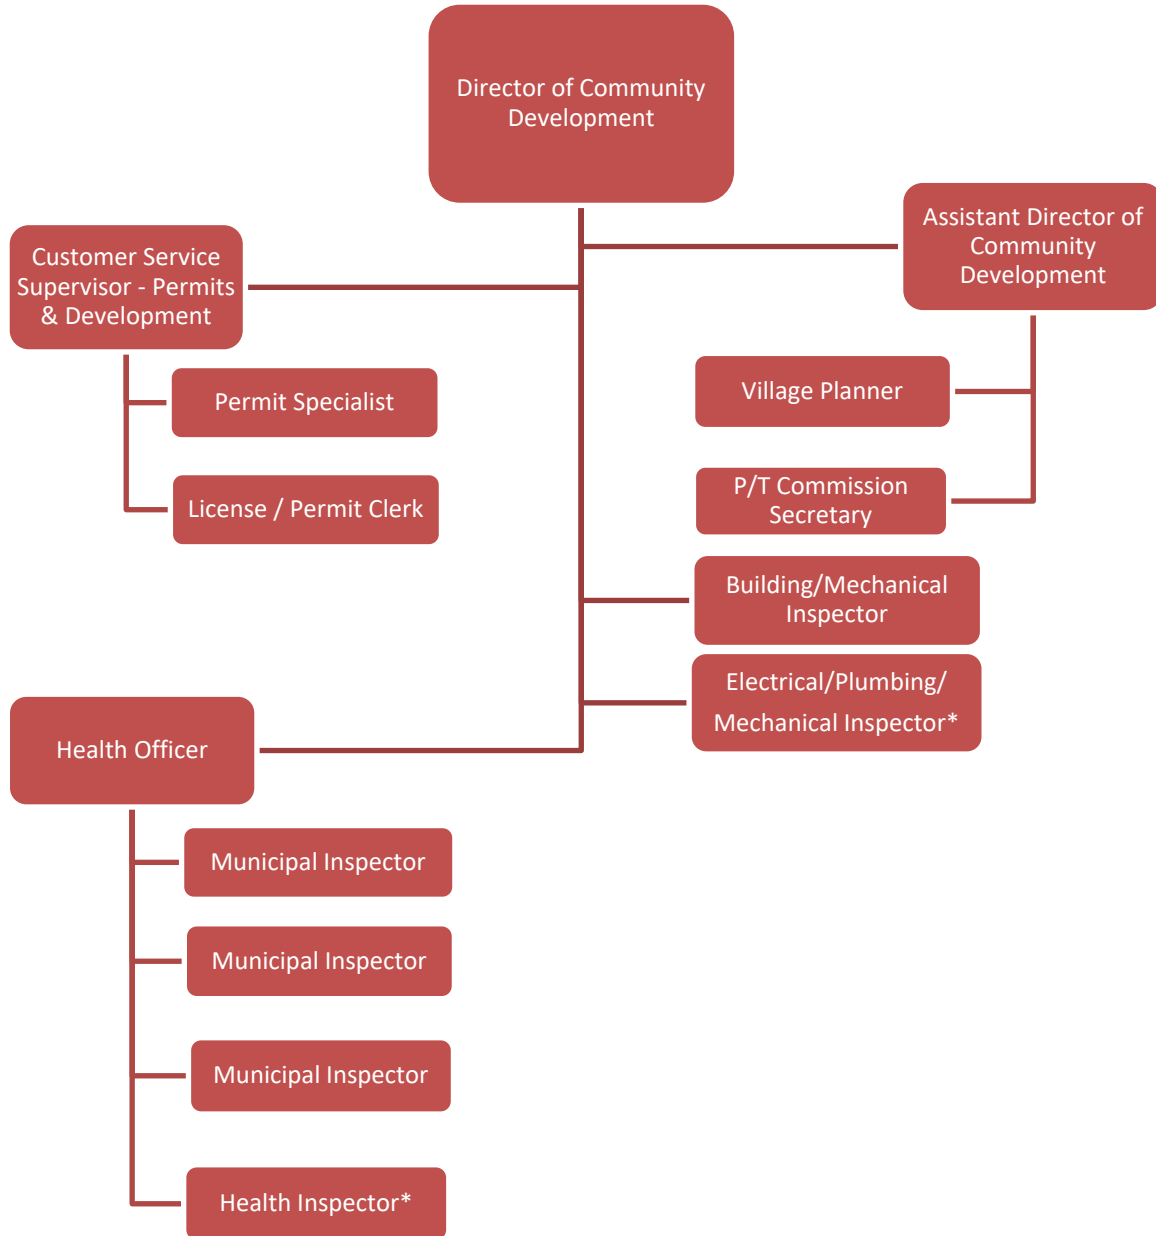 Director of Community
Development
Assistant Director of
Community
Development
Customer Service
Supervisor - Permits
& Development
Permit Specialist
License / Permit Clerk
Village Planner
P/T Commission
Secretary
Building/Mechanical
Inspector
Electrical/Plumbing/
Mechanical Inspector*
Health Officer
Municipal Inspector
Municipal Inspector
Municipal Inspector
Health Inspector*